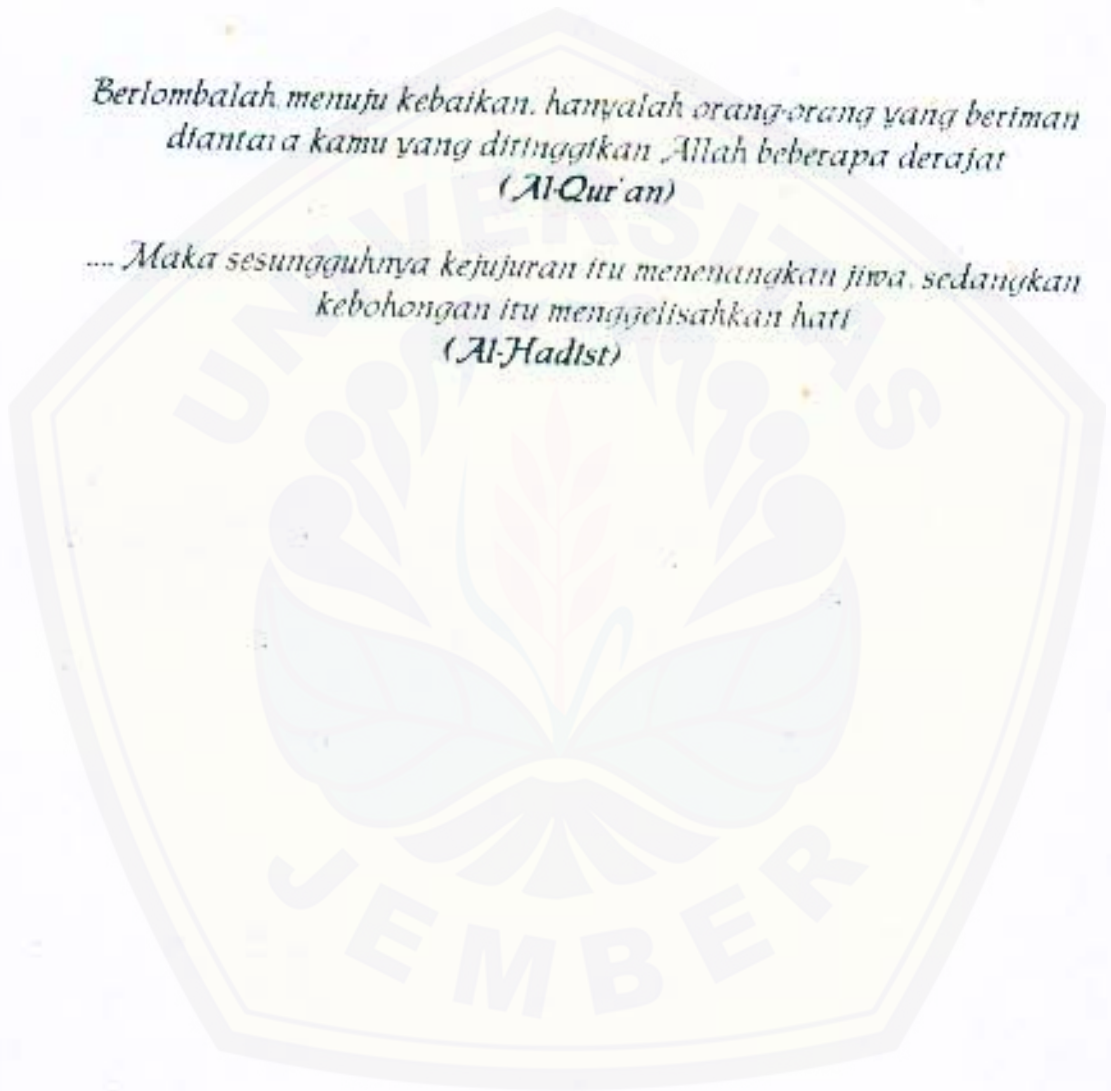 Berlombalah menuju kebaikan. hanyalah orang-orang yang beriman
diantara kamu yang ditinggikan Allah beberapa derajat
(Al-Qur'an)
.... Maka sesungguhnya kejujuran itu menenangkan jiwa, sedangkan
kebohongan itu menggelisahkan hati
(Al-Hadist)
UNIVERSITAS
JEMBER